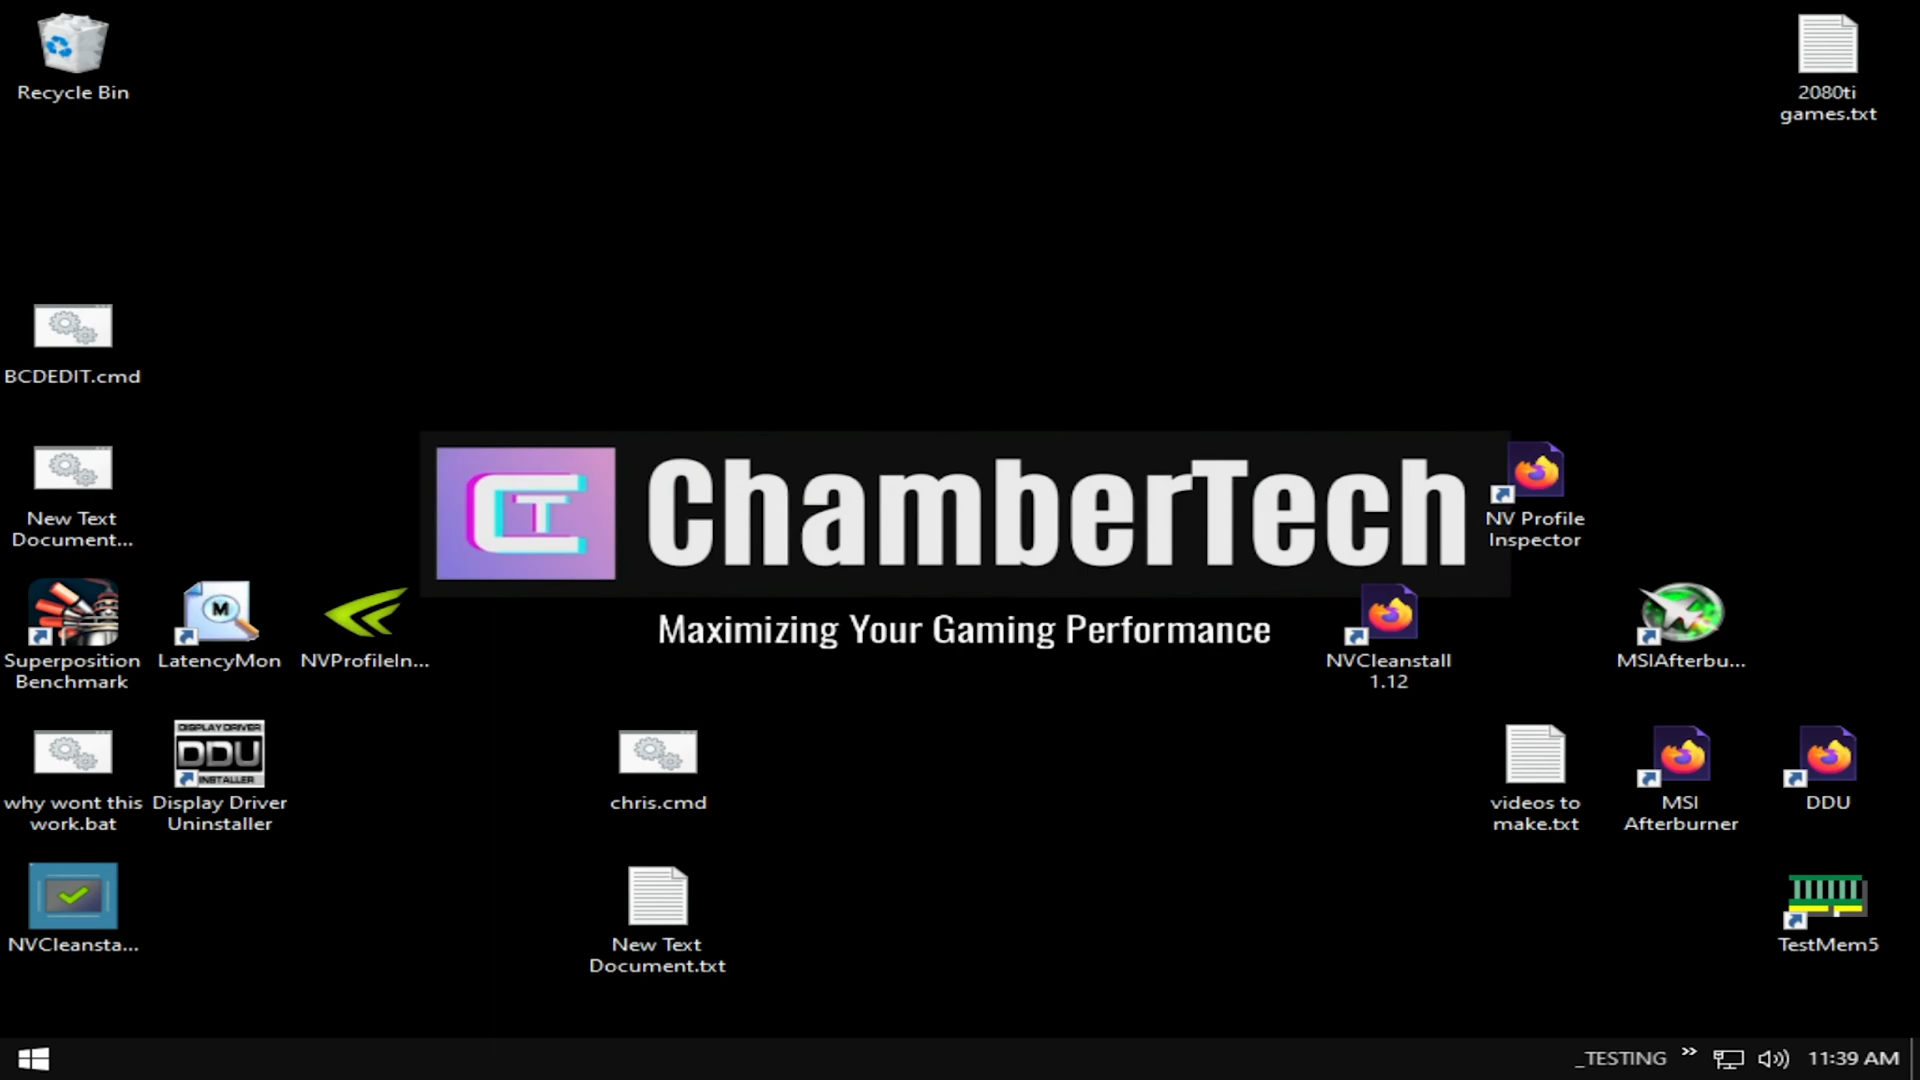 Recycle Bin
2080ti
games.txt
BCDEDIT.cmd
New Text
Document...
CT
ChamberTech
Maximizing Your Gaming Performance
NV Profile
Inspector
Superposition
Benchmark
M
LatencyMon
NVProfileIn...
NVCleanstall
1.12
MSIAfterbu...
why wont this
work.bat
DISPLAY DRIVER
DDU
INSTALLER
Display Driver
Uninstaller
chris.cmd
videos to
make.txt
MSI
Afterburner
DDU
NVCleansta...
New Text
Document.txt
TestMem5
_TESTING
»
11:39 AM